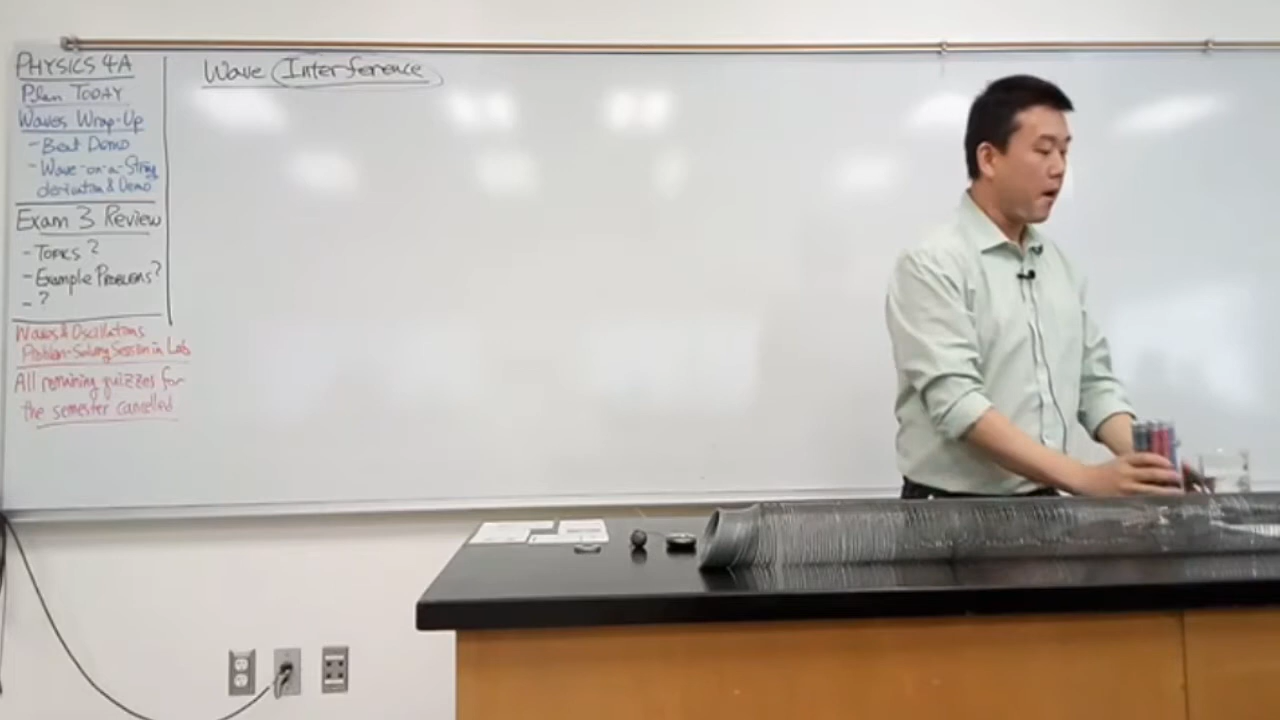 PHYSICS 4A
Plan TODAY
Waves Wrap-Up
- Beat Demo
- Wave-on-a-String
derivation & Demo
Exam 3 Review
- Topics?
- Example Problems?
- ?
Waves & Oscillations
Problem-Solving Session in Lab
All remaining quizzes for
the semester cancelled
Wave Interference